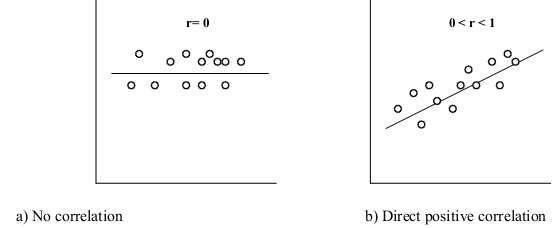 r= 0
0 < r < 1
a) No correlation
b) Direct positive correlation